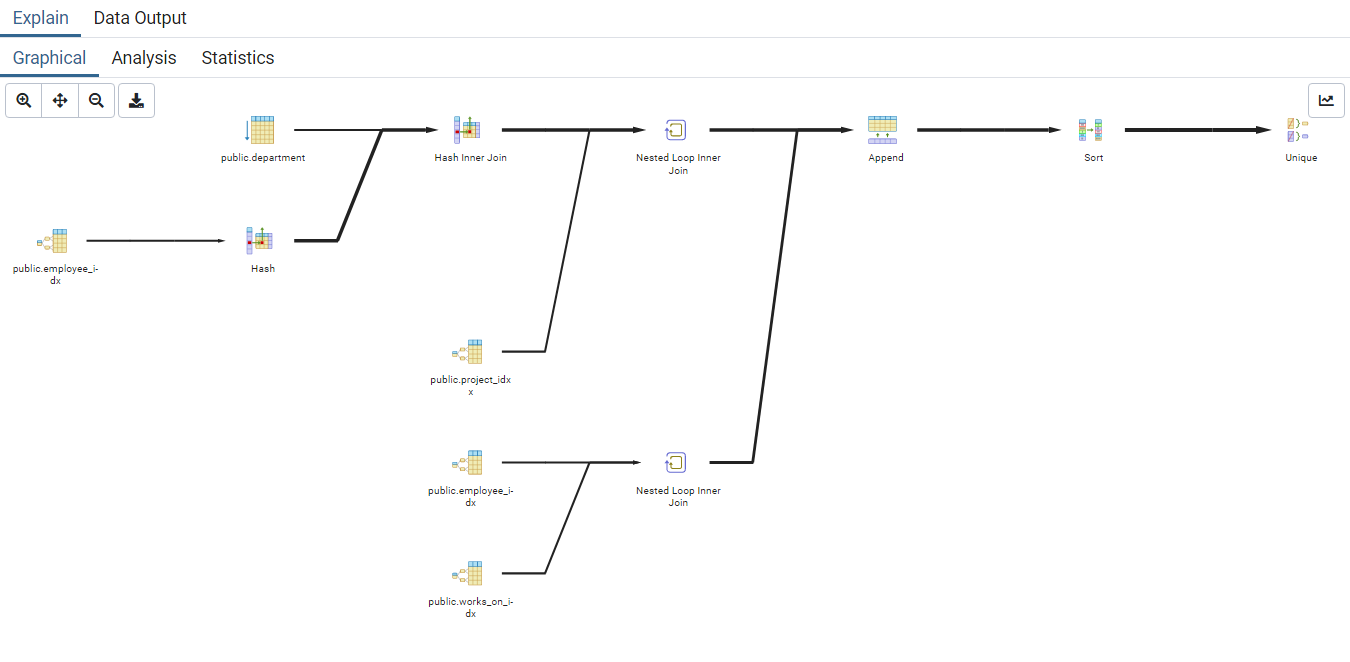 Explain Data Output
Graphical Analysis Statistics
public.department
Hash Inner Join
Nested Loop Inner
Join
Append
Sort
Unique
public.employee_i-
dx
Hash
public.project_idx
x
public.employee_i-
dx
Nested Loop Inner
Join
public.works_on_i-
dx